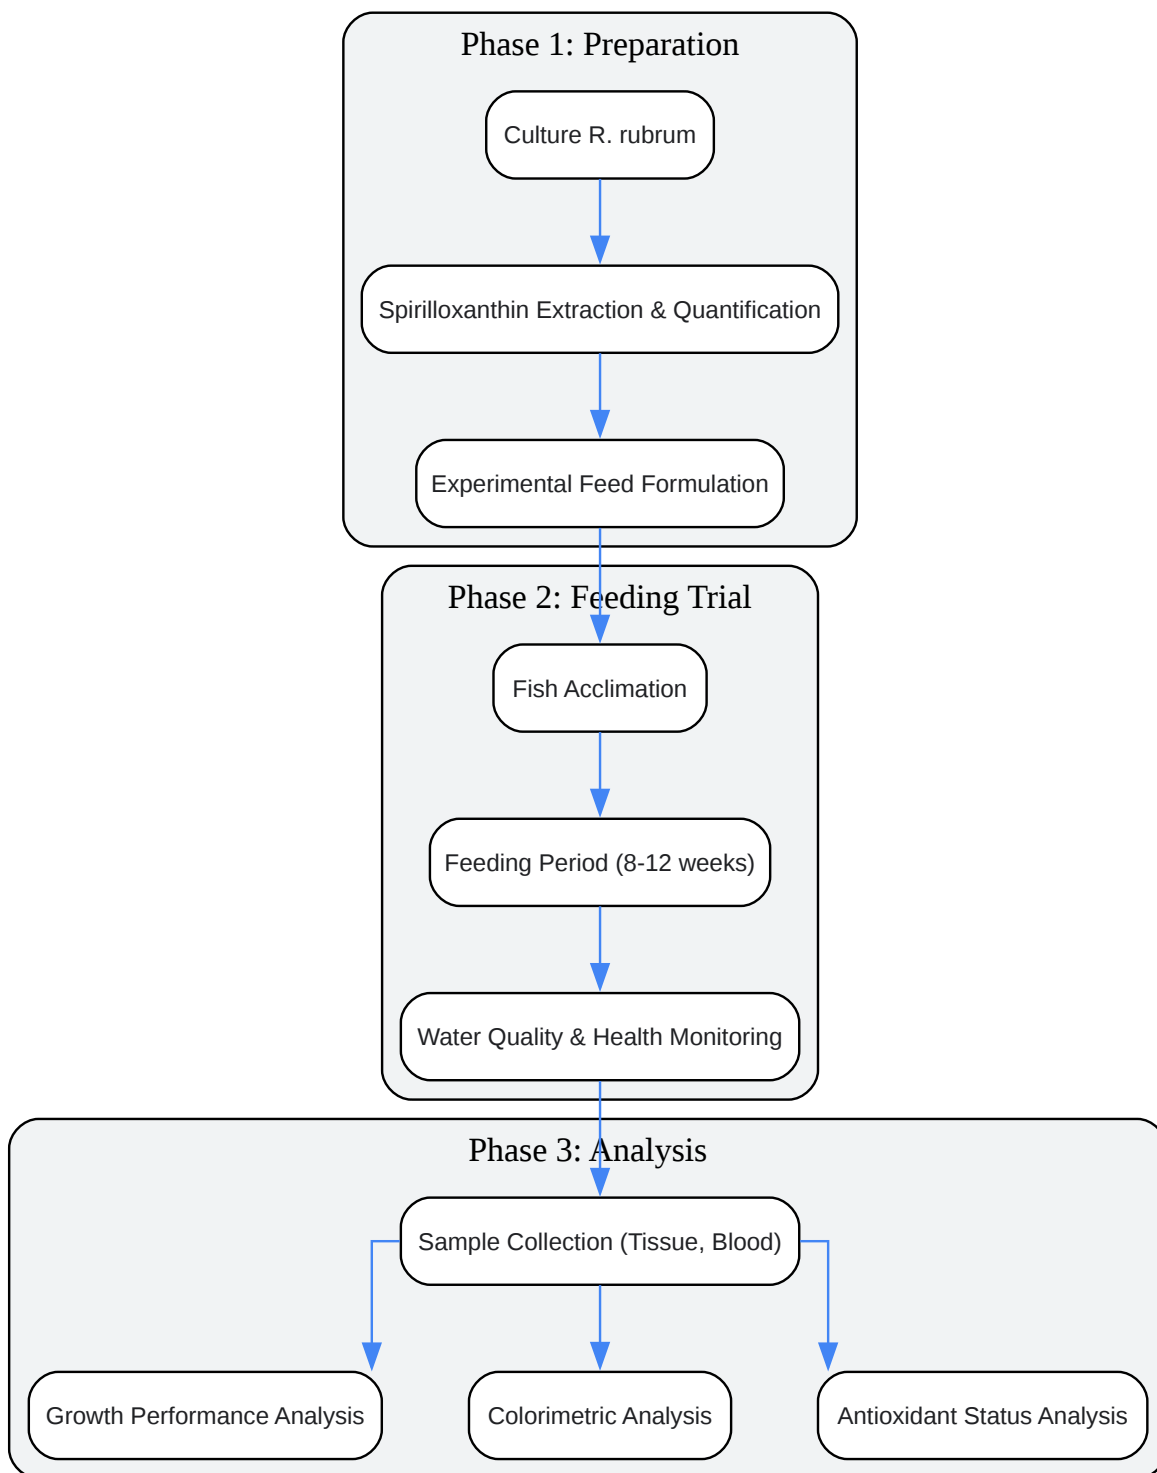 Phase 1: Preparation
Culture R. rubrum
Spirilloxanthin Extraction & Quantification
Experimental Feed Formulation
Phase 2: Feeding Trial
Fish Acclimation
Feeding Period (8-12 weeks)
Water Quality & Health Monitoring
Phase 3: Analysis
Sample Collection (Tissue, Blood)
Growth Performance Analysis
Colorimetric Analysis
Antioxidant Status Analysis